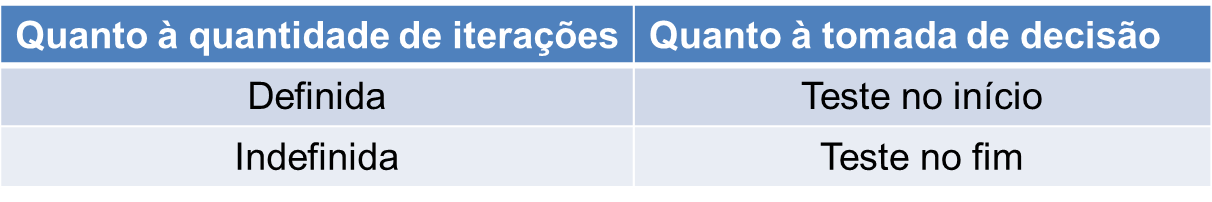 Quanto à quantidade de iterações Quanto à tomada de decisão
Definida Teste no início
Indefinida Teste no fim